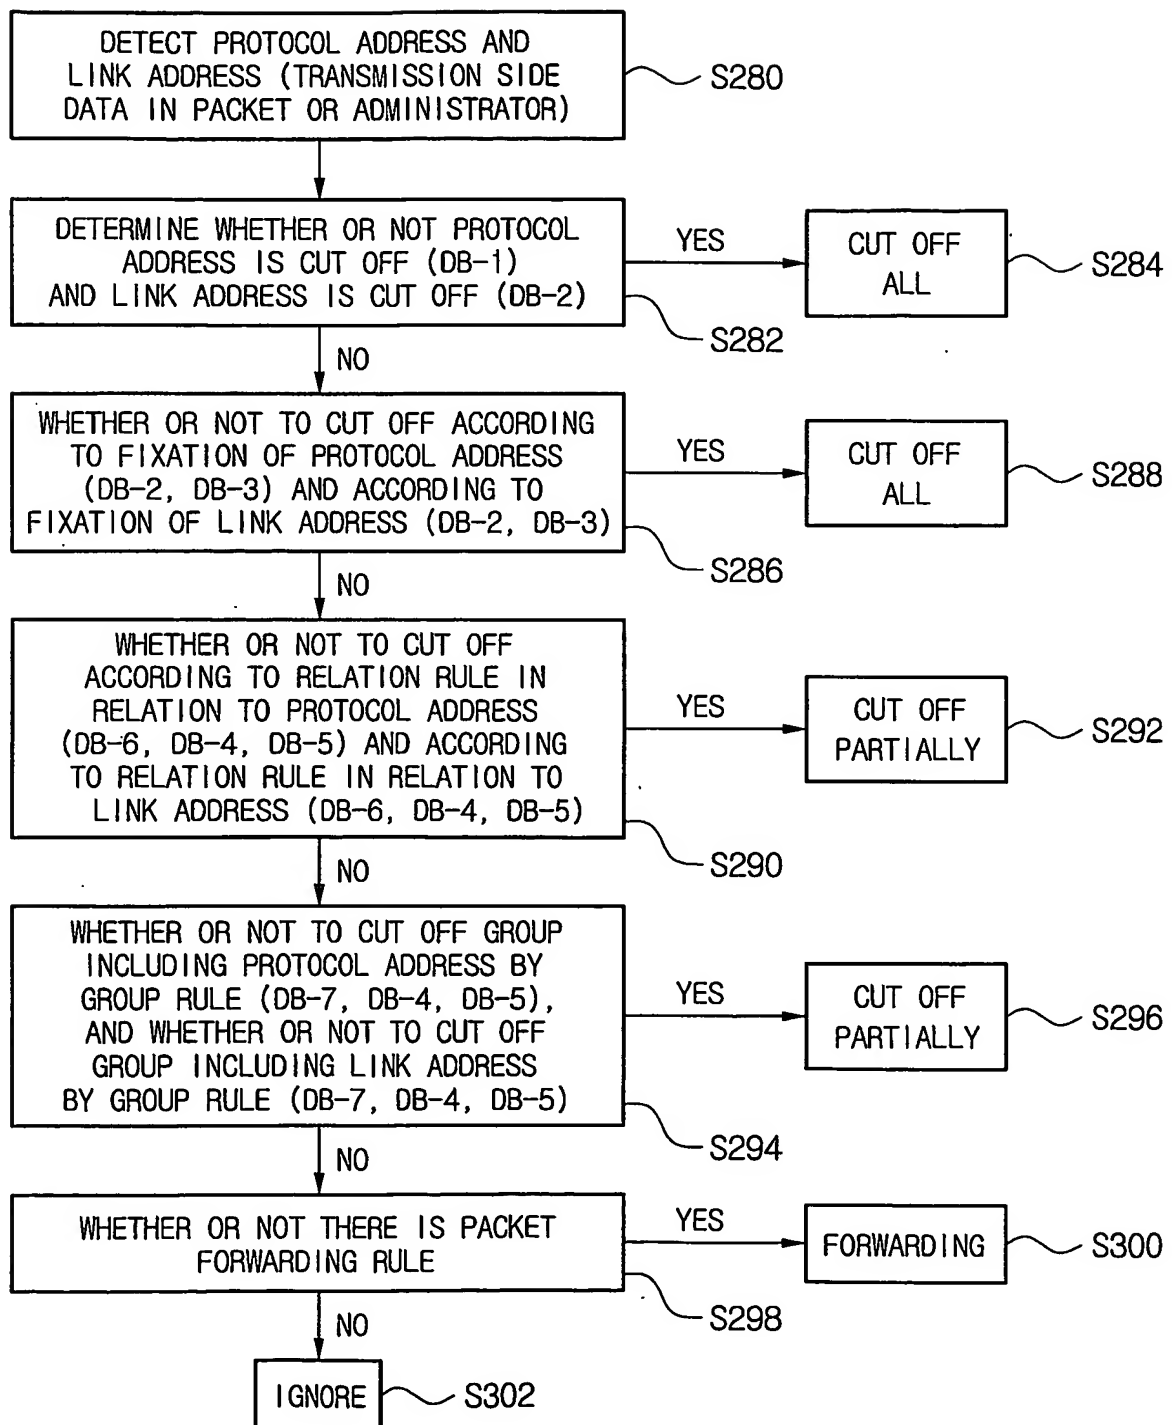 DETECT PROTOCOL ADDRESS AND
LINK ADDRESS (TRANSMISSION SIDE
DATA IN PACKET OR ADMINISTRATOR)
S280
DETERMINE WHETHER OR NOT PROTOCOL
ADDRESS IS CUT OFF (DB-1)
AND LINK ADDRESS IS CUT OFF (DB-2)
YES
CUT OFF
ALL
S284
S282
NO
WHETHER OR NOT TO CUT OFF ACCORDING
TO FIXATION OF PROTOCOL ADDRESS
(DB-2, DB-3) AND ACCORDING TO
FIXATION OF LINK ADDRESS (DB-2, DB-3)
YES
CUT OFF
ALL
S288
S286
NO
WHETHER OR NOT TO CUT OFF
ACCORDING TO RELATION RULE IN
RELATION TO PROTOCOL ADDRESS
(DB-6, DB-4, DB-5) AND ACCORDING
TO RELATION RULE IN RELATION TO
LINK ADDRESS (DB-6, DB-4, DB-5)
YES
CUT OFF
PARTIALLY
S292
S290
NO
WHETHER OR NOT TO CUT OFF GROUP
INCLUDING PROTOCOL ADDRESS BY
GROUP RULE (DB-7, DB-4, DB-5),
AND WHETHER OR NOT TO CUT OFF
GROUP INCLUDING LINK ADDRESS
BY GROUP RULE (DB-7, DB-4, DB-5)
YES
CUT OFF
PARTIALLY
S296
S294
NO
WHETHER OR NOT THERE IS PACKET
FORWARDING RULE
YES
FORWARDING
S300
S298
NO
IGNORE
S302